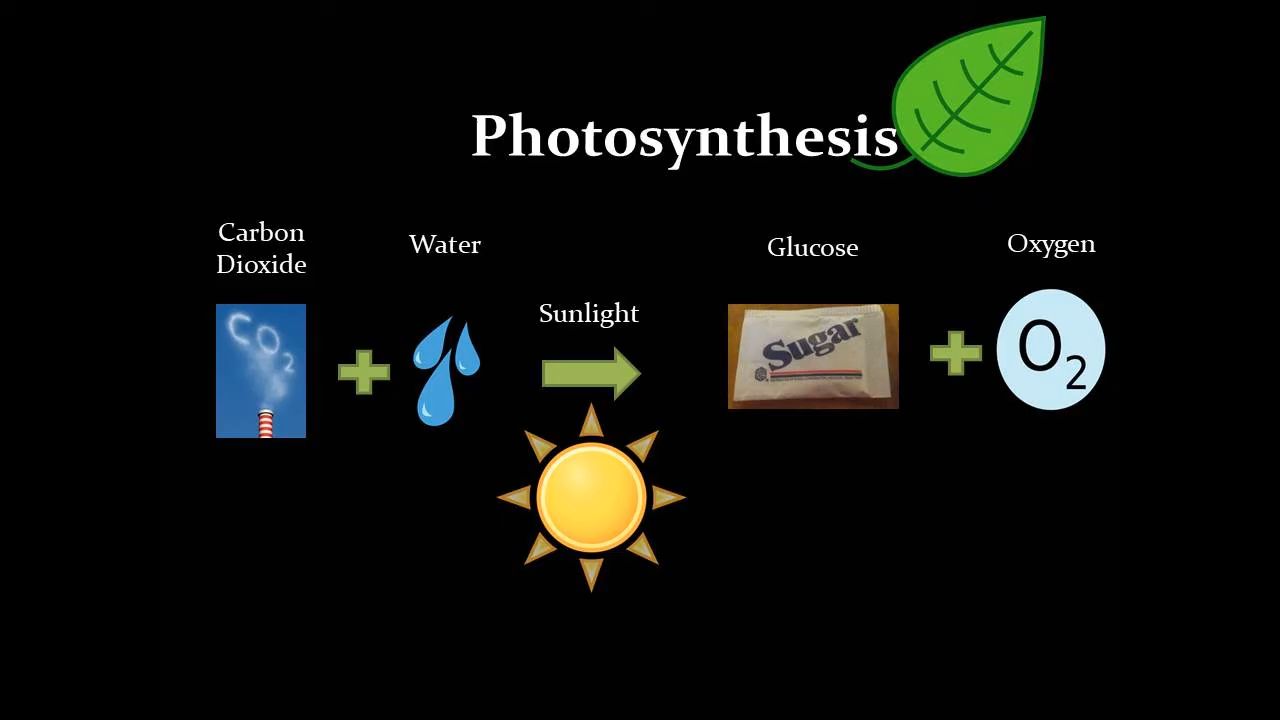 Photosynthesis
Carbon
Dioxide
Water
Sunlight
Glucose
Oxygen
CO2
Sugar
O2